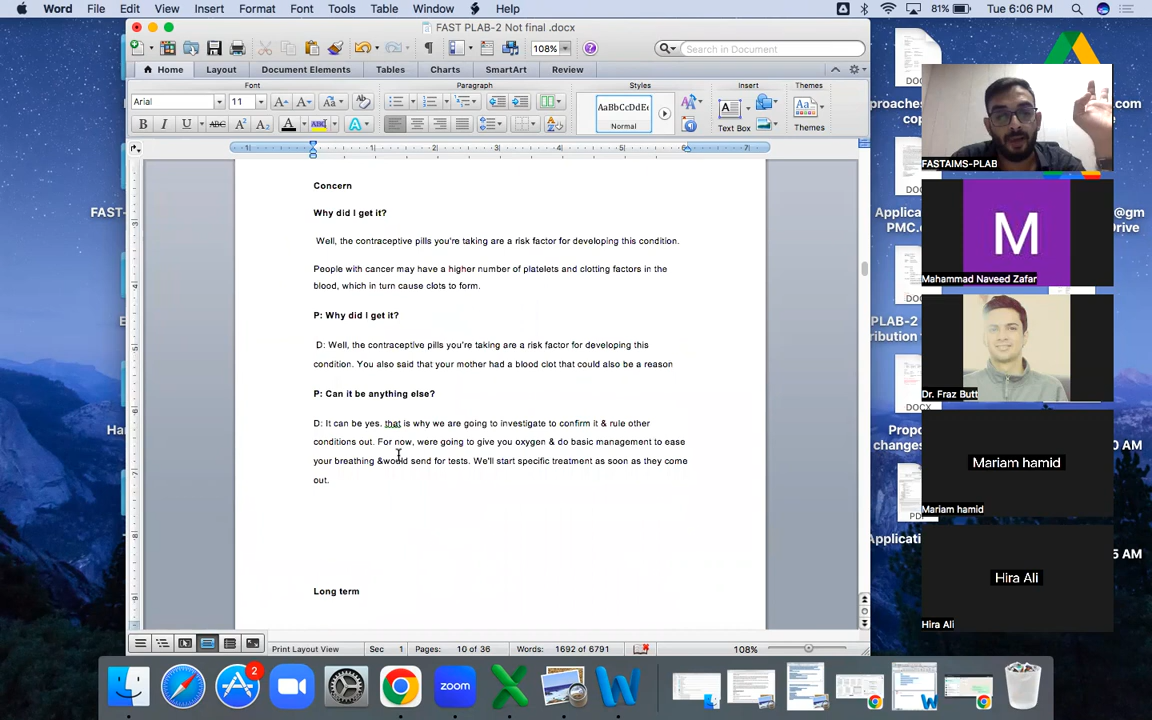 Word File Edit View Insert Format Font Tools Table Window Help
81% Tue 6:06 PM
FAST PLAB-2 Not final .docx
108%
Search in Document
Home Layout Document Elements Tables Charts SmartArt Review
Font Paragraph Styles Insert Themes
Arial 11
AaBbCcDdEe
Normal
Text Box Themes
Concern
Why did I get it?
Well, the contraceptive pills you're taking are a risk factor for developing this condition.
People with cancer may have a higher number of platelets and clotting factors in the
blood, which in turn cause clots to form.
P: Why did I get it?
D: Well, the contraceptive pills you're taking are a risk factor for developing this
condition. You also said that your mother had a blood clot that could also be a reason
P: Can it be anything else?
D: It can be yes. that is why we are going to investigate to confirm it & rule other
conditions out. For now, were going to give you oxygen & do basic management to ease
your breathing &would send for tests. We'll start specific treatment as soon as they come
out.
Long term
Print Layout View Sec 1 Pages: 10 of 36 Words: 1692 of 6791 108%
FAST-
FASTAIMS-PLAB
M
Mahammad Naveed Zafar
Dr. Fraz Butt
Mariam hamid
Mariam hamid
Hira Ali
Hira Ali
DOCX
PLAB-2
2
zoom